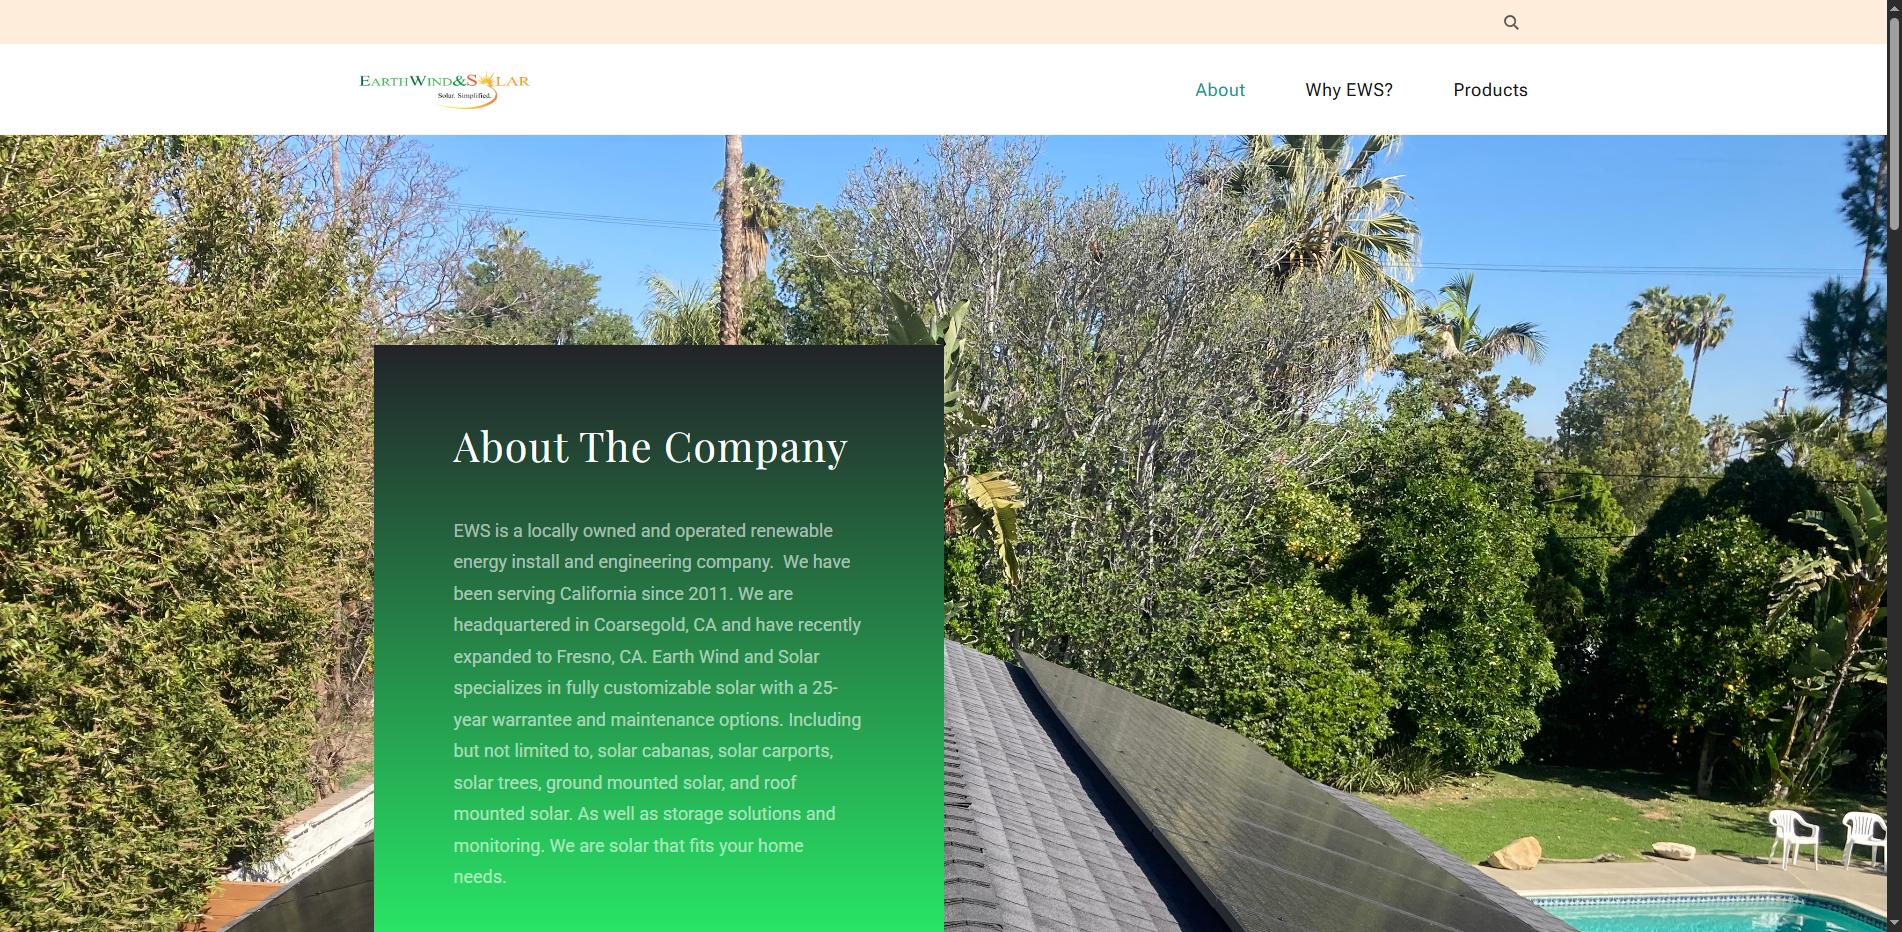 EARTHWIND&SOLAR
Solar. Simplified.
About
Why EWS?
Products
About The Company
EWS is a locally owned and operated renewable
energy install and engineering company.  We have
been serving California since 2011. We are
headquartered in Coarsegold, CA and have recently
expanded to Fresno, CA. Earth Wind and Solar
specializes in fully customizable solar with a 25-
year warrantee and maintenance options. Including
but not limited to, solar cabanas, solar carports,
solar trees, ground mounted solar, and roof
mounted solar. As well as storage solutions and
monitoring. We are solar that fits your home
needs.